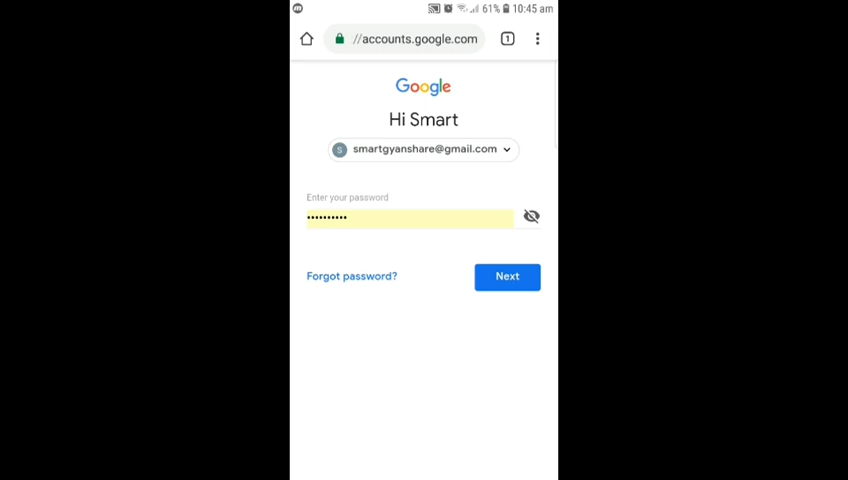 61% 10:45 am
//accounts.google.com 1
Google
Hi Smart
S smartgyanshare@gmail.com
Enter your password
••••••••••
Forgot password? Next